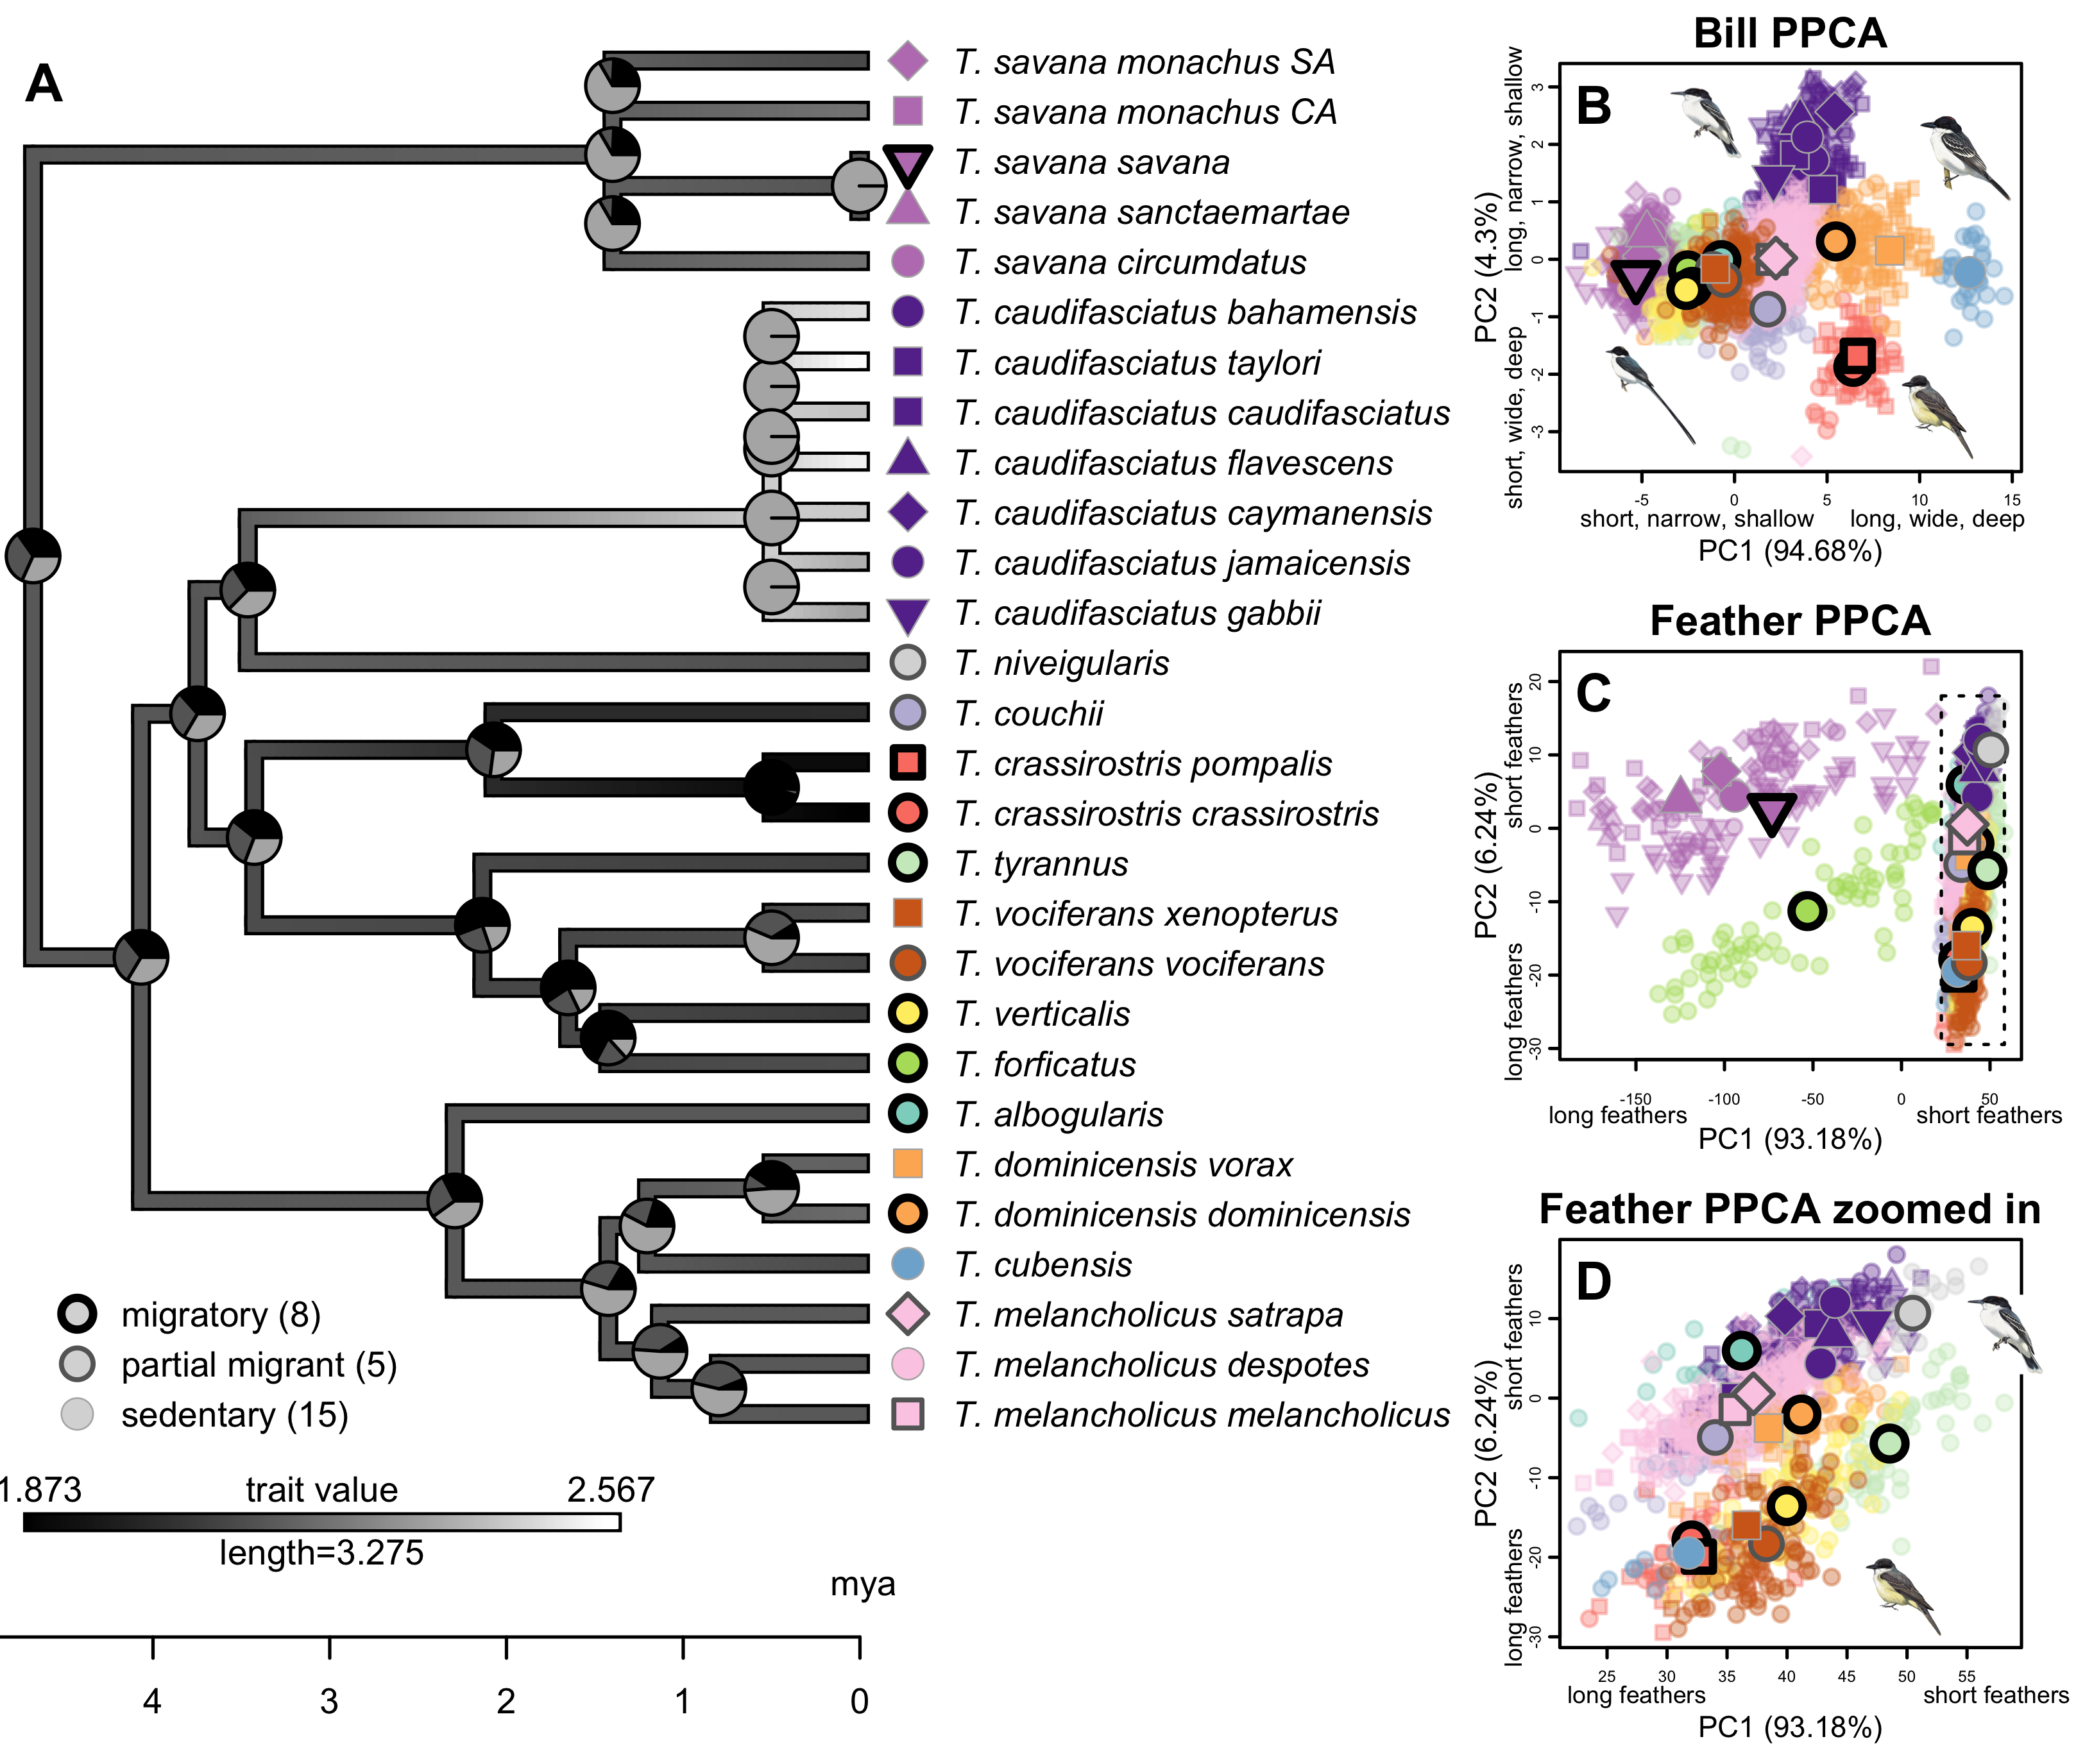 A
T. savana monachus SA
T. savana monachus CA
T. savana savana
T. savana sanctaemartae
T. savana circumdatus
T. caudifasciatus bahamensis
T. caudifasciatus taylori
T. caudifasciatus caudifasciatus
T. caudifasciatus flavescens
T. caudifasciatus caymanensis
T. caudifasciatus jamaicensis
T. caudifasciatus gabbii
T. niveigularis
T. couchii
T. crassirostris pompalis
T. crassirostris crassirostris
T. tyrannus
T. vociferans xenopterus
T. vociferans vociferans
T. verticalis
T. forficatus
T. albogularis
T. dominicensis vorax
T. dominicensis dominicensis
T. cubensis
T. melancholicus satrapa
T. melancholicus despotes
T. melancholicus melancholicus
migratory (8)
partial migrant (5)
sedentary (15)
1.873 trait value 2.567
length=3.275
mya
4 3 2 1 0
Bill PPCA
B
PC2 (4.3%)
short, wide, deep long, narrow, shallow
3
2
1
0
-1
-2
-3
-5 0 5 10 15
short, narrow, shallow long, wide, deep
PC1 (94.68%)
Feather PPCA
C
PC2 (6.24%)
long feathers short feathers
20
10
0
-10
-20
-30
-150 -100 -50 0 50
long feathers short feathers
PC1 (93.18%)
Feather PPCA zoomed in
D
PC2 (6.24%)
long feathers short feathers
10
0
-10
-20
-30
25 30 35 40 45 50 55
long feathers short feathers
PC1 (93.18%)